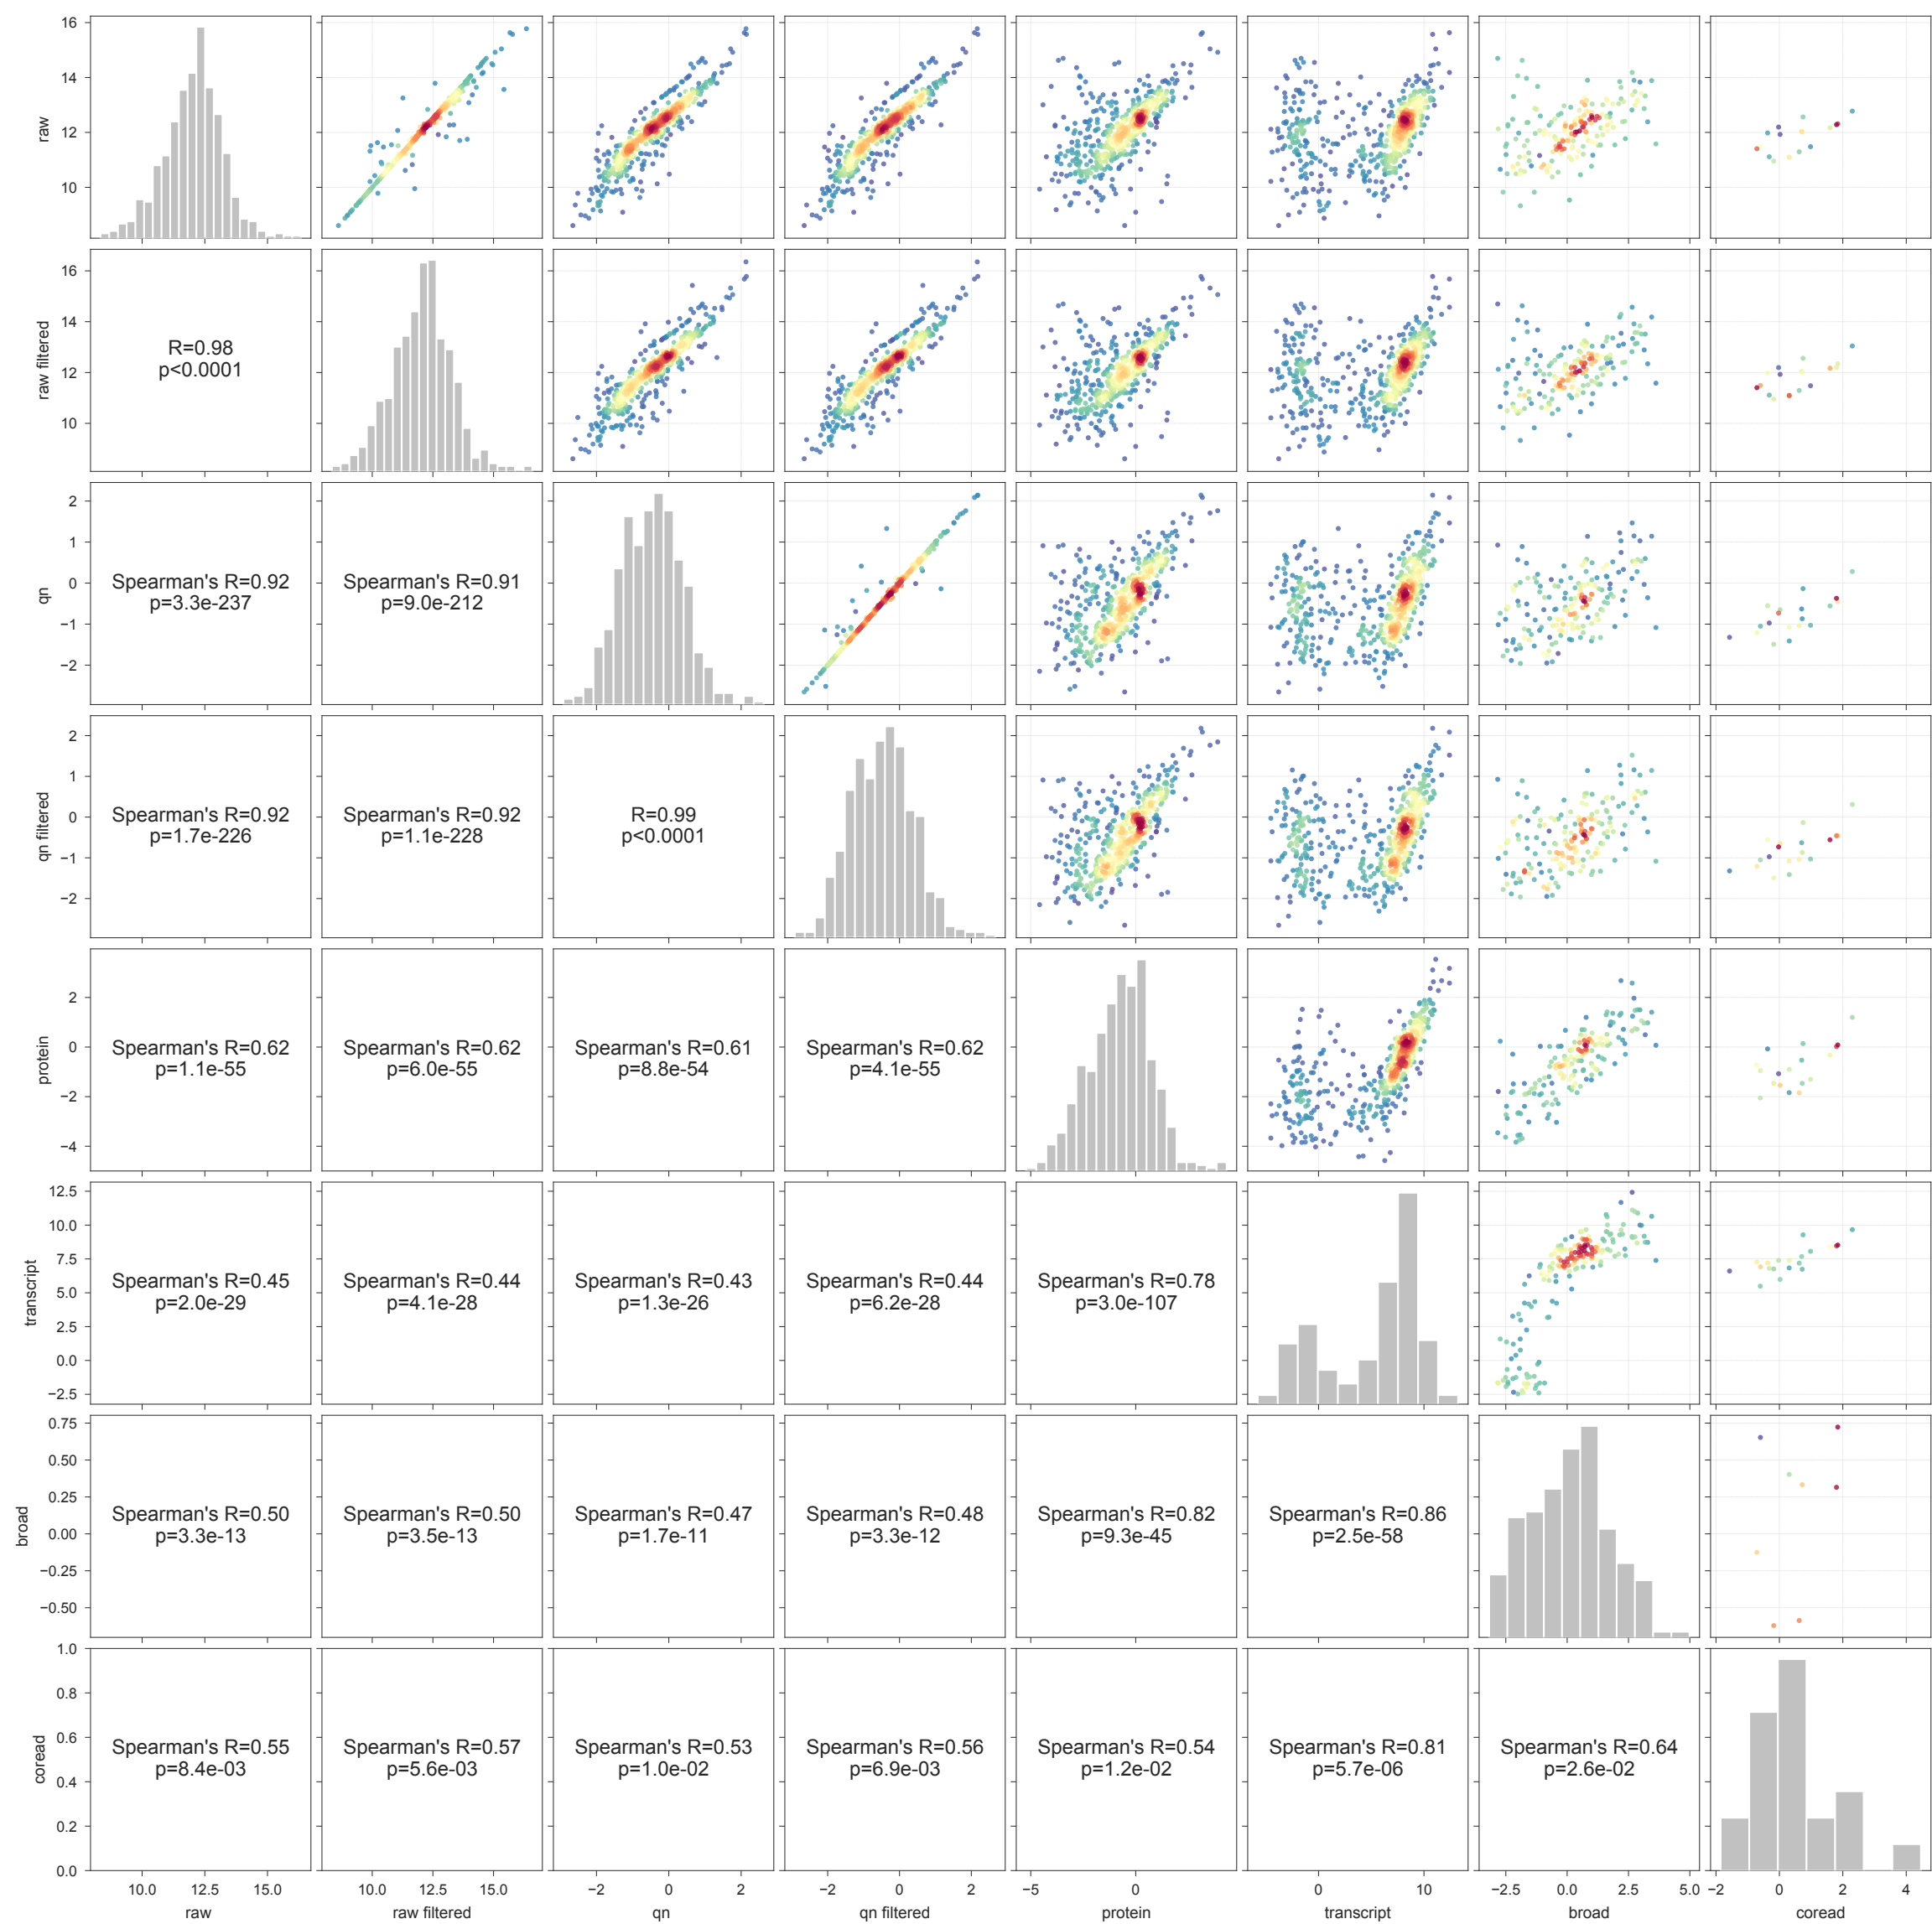 16
14
12
10
raw
16
14
12
10
raw filtered
R=0.98
p<0.0001
2
1
0
−1
−2
qn
Spearman's R=0.92
p=3.3e-237
Spearman's R=0.91
p=9.0e-212
2
1
0
−1
−2
qn filtered
Spearman's R=0.92
p=1.7e-226
Spearman's R=0.92
p=1.1e-228
R=0.99
p<0.0001
2
0
−2
−4
protein
Spearman's R=0.62
p=1.1e-55
Spearman's R=0.62
p=6.0e-55
Spearman's R=0.61
p=8.8e-54
Spearman's R=0.62
p=4.1e-55
12.5
10.0
7.5
5.0
2.5
0.0
−2.5
transcript
Spearman's R=0.45
p=2.0e-29
Spearman's R=0.44
p=4.1e-28
Spearman's R=0.43
p=1.3e-26
Spearman's R=0.44
p=6.2e-28
Spearman's R=0.78
p=3.0e-107
0.75
0.50
0.25
0.00
−0.25
−0.50
broad
Spearman's R=0.50
p=3.3e-13
Spearman's R=0.50
p=3.5e-13
Spearman's R=0.47
p=1.7e-11
Spearman's R=0.48
p=3.3e-12
Spearman's R=0.82
p=9.3e-45
Spearman's R=0.86
p=2.5e-58
1.0
0.8
0.6
0.4
0.2
0.0
coread
Spearman's R=0.55
p=8.4e-03
Spearman's R=0.57
p=5.6e-03
Spearman's R=0.53
p=1.0e-02
Spearman's R=0.56
p=6.9e-03
Spearman's R=0.54
p=1.2e-02
Spearman's R=0.81
p=5.7e-06
Spearman's R=0.64
p=2.6e-02
10.0 12.5 15.0
raw
10.0 12.5 15.0
raw filtered
−2 0 2
qn
−2 0 2
qn filtered
−5 0
protein
0 10
transcript
−2.5 0.0 2.5 5.0
broad
−2 0 2 4
coread